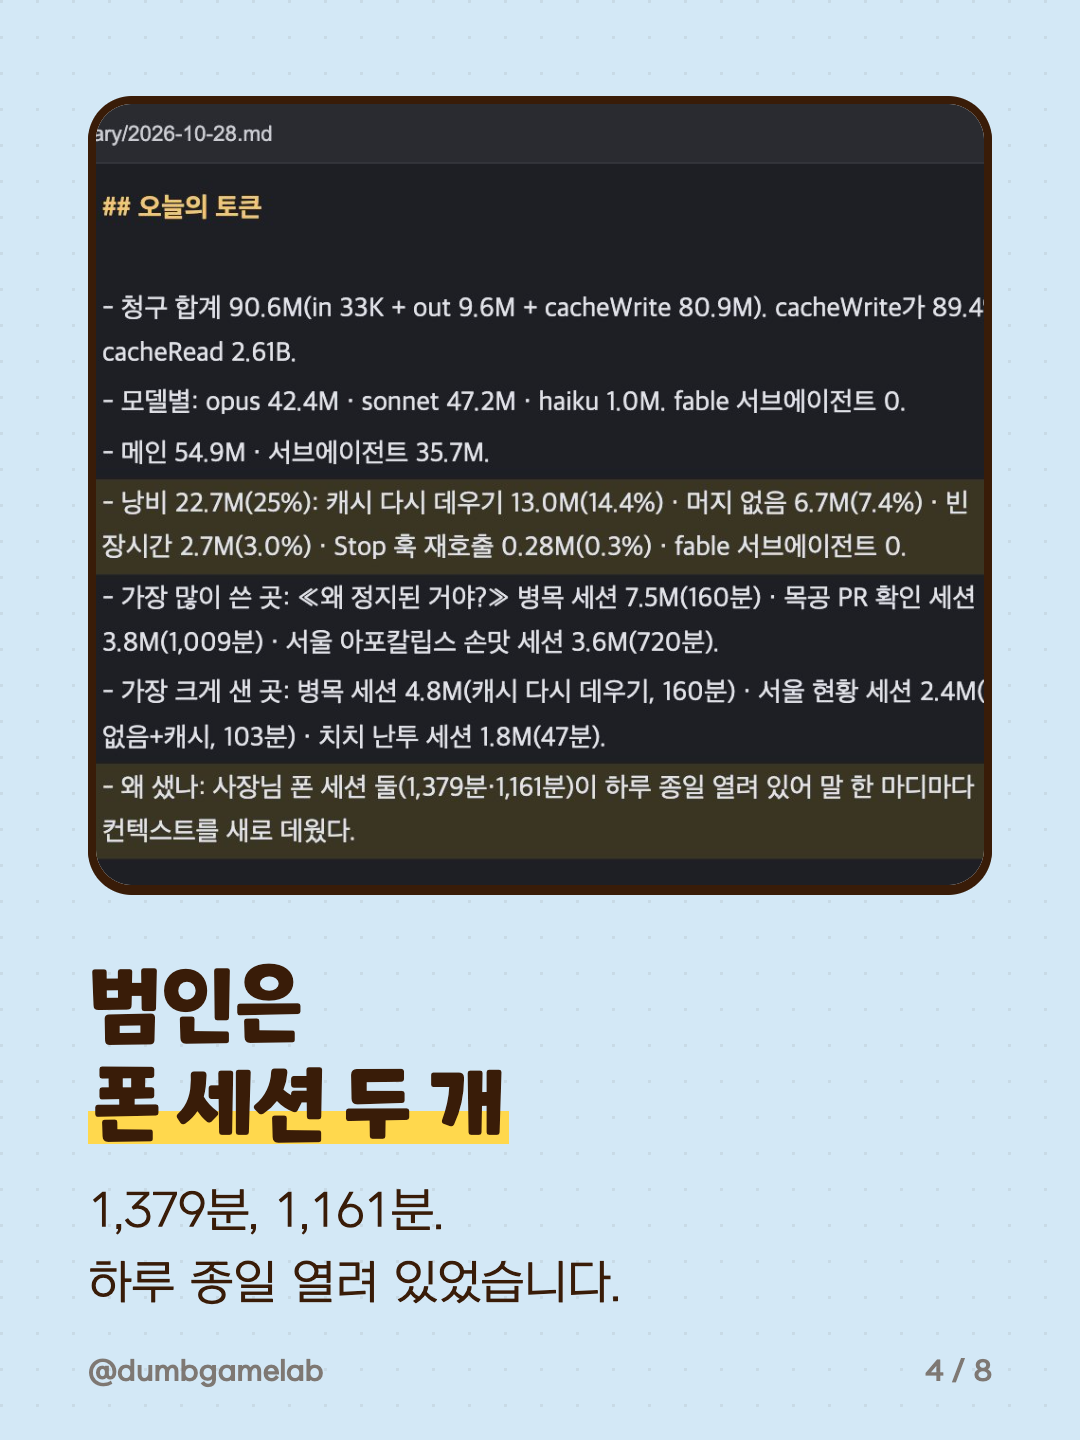 ary/2026-10-28.md
## 오늘의 토큰
- 청구 합계 90.6M(in 33K + out 9.6M + cacheWrite 80.9M). cacheWrite가 89.4
cacheRead 2.61B.
- 모델별: opus 42.4M · sonnet 47.2M · haiku 1.0M. fable 서브에이전트 0.
- 메인 54.9M · 서브에이전트 35.7M.
- 낭비 22.7M(25%): 캐시 다시 데우기 13.0M(14.4%) · 머지 없음 6.7M(7.4%) · 빈
장시간 2.7M(3.0%) · Stop 훅 재호출 0.28M(0.3%) · fable 서브에이전트 0.
- 가장 많이 쓴 곳: ≪왜 정지된 거야?≫ 병목 세션 7.5M(160분) · 목공 PR 확인 세션
3.8M(1,009분) · 서울 아포칼립스 손맛 세션 3.6M(720분).
- 가장 크게 샌 곳: 병목 세션 4.8M(캐시 다시 데우기, 160분) · 서울 현황 세션 2.4M(
없음+캐시, 103분) · 치치 난투 세션 1.8M(47분).
- 왜 샜나: 사장님 폰 세션 둘(1,379분·1,161분)이 하루 종일 열려 있어 말 한 마디마다
컨텍스트를 새로 데웠다.
범인은
폰 세션 두 개
1,379분, 1,161분.
하루 종일 열려 있었습니다.
@dumbgamelab
4 / 8